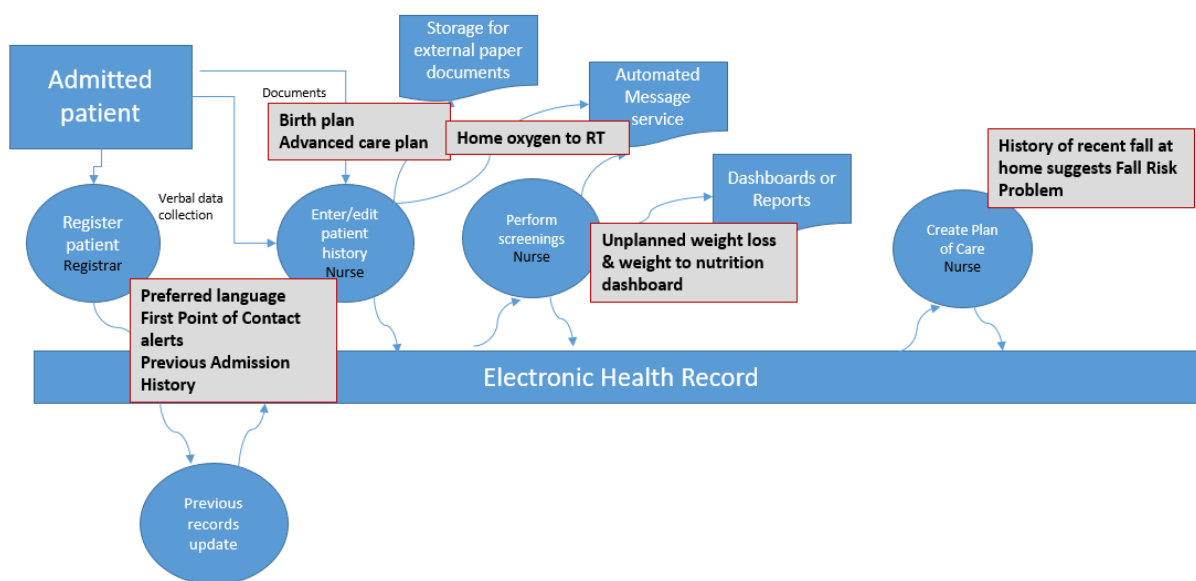 Admitted
patient
Storage for
external paper
documents
Automated
Message
service
Documents
Birth plan
Advanced care plan
Home oxygen to RT
History of recent fall at
home suggests Fall Risk
Problem
Dashboards or
Reports
Verbal data
collection
Register
patient
Registrar
Enter/edit
patient
history
Nurse
Perform
screenings
Nurse
Unplanned weight loss
& weight to nutrition
dashboard
Create Plan
of Care
Nurse
Preferred language
First Point of Contact
alerts
Previous Admission
History
Electronic Health Record
Previous
records
update